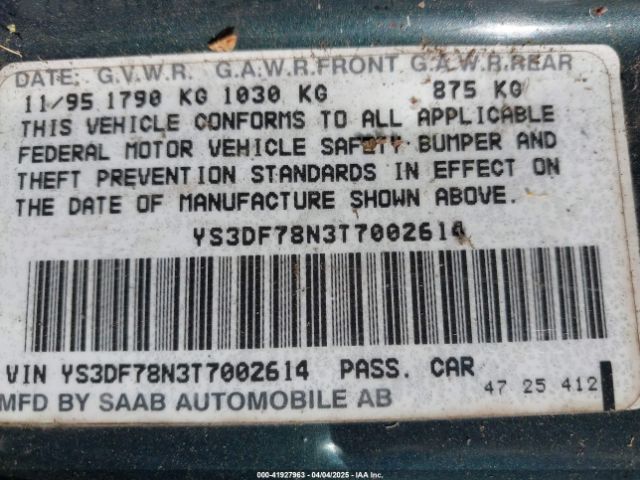 DATE: G.V.W.R. G.A.W.R.FRONT G.A.W.R.REAR
11/95 1790 KG 1030 KG 875 KG
THIS VEHICLE CONFORMS TO ALL APPLICABLE
FEDERAL MOTOR VEHICLE SAFETY BUMPER AND
THEFT PREVENTION STANDARDS IN EFFECT ON
THE DATE OF MANUFACTURE SHOWN ABOVE.
YS3DF78N3T7002614
VIN YS3DF78N3T7002614 PASS. CAR
47 25 412
MFD BY SAAB AUTOMOBILE AB
000-41927963 - 04/04/2025 - IAA Inc.